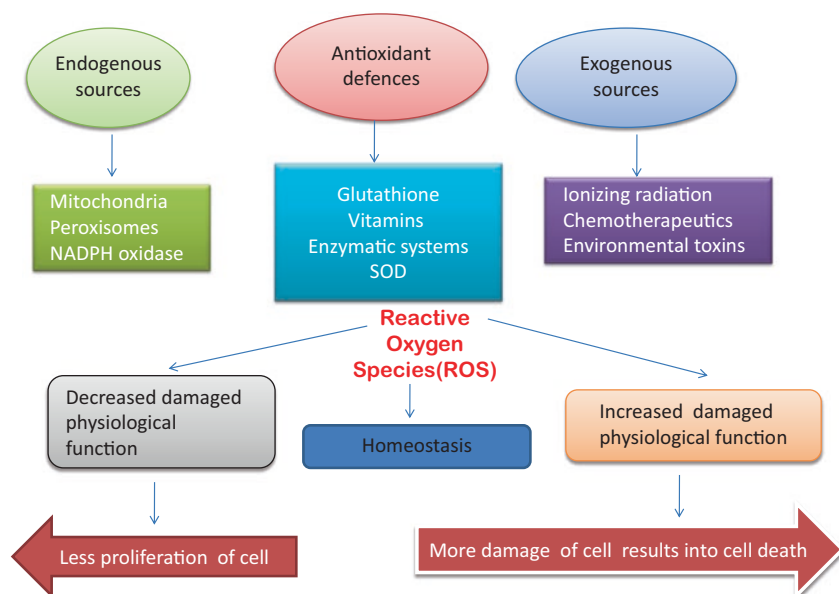 Endogenous
sources
Antioxidant
defences
Exogenous
sources
Mitochondria
Peroxisomes
NADPH oxidase
Glutathione
Vitamins
Enzymatic systems
SOD
Ionizing radiation
Chemotherapeutics
Environmental toxins
Reactive
Oxygen
Species(ROS)
Decreased damaged
physiological
function
Homeostasis
Increased damaged
physiological function
Less proliferation of cell
More damage of cell results into cell death